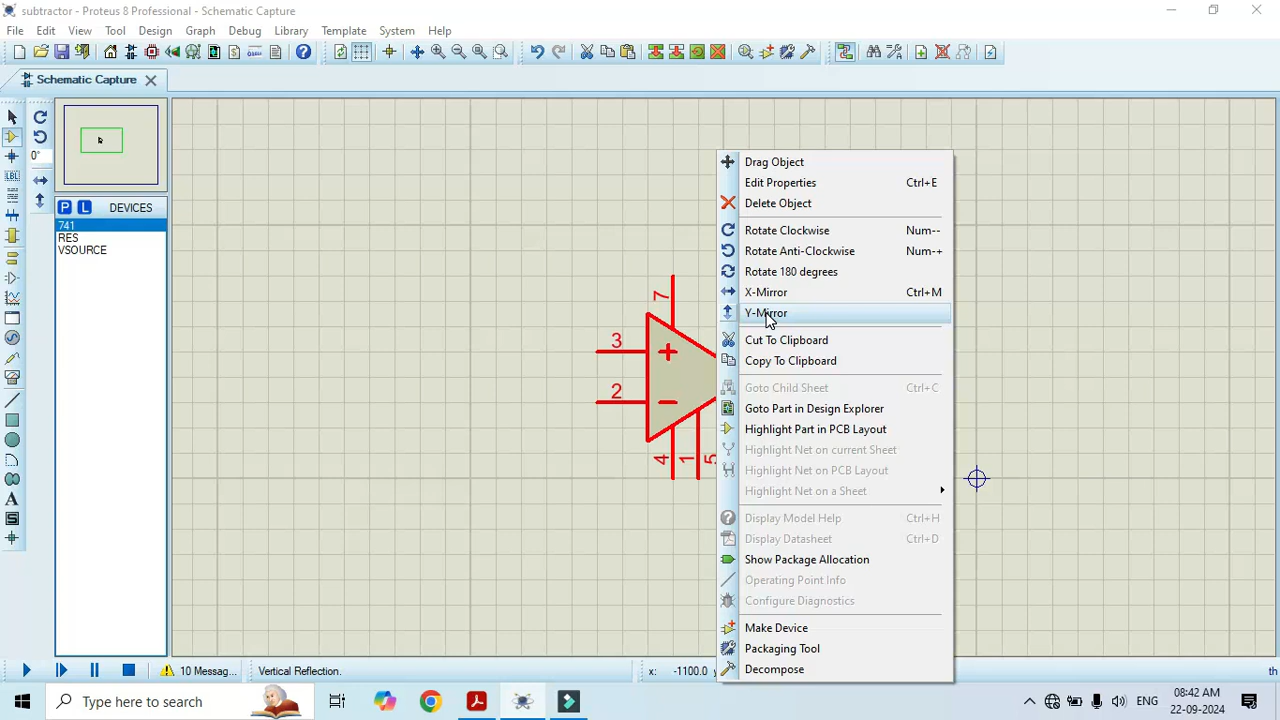 subtractor - Proteus 8 Professional - Schematic Capture
File Edit View Tool Design Graph Debug Library Template System Help
Schematic Capture
0°
P L DEVICES
741
RES
VSOURCE
LBL
A
S
7
3
2
4
1
5
Drag Object
Edit Properties Ctrl+E
Delete Object
Rotate Clockwise Num--
Rotate Anti-Clockwise Num-+
Rotate 180 degrees
X-Mirror Ctrl+M
Y-Mirror
Cut To Clipboard
Copy To Clipboard
Goto Child Sheet Ctrl+C
Goto Part in Design Explorer
Highlight Part in PCB Layout
Highlight Net on current Sheet
Highlight Net on PCB Layout
Highlight Net on a Sheet
Display Model Help Ctrl+H
Display Datasheet Ctrl+D
Show Package Allocation
Operating Point Info
Configure Diagnostics
Make Device
Packaging Tool
Decompose
10 Messag... Vertical Reflection. x: -1100.0 y th
Type here to search
ENG
08:42 AM
22-09-2024